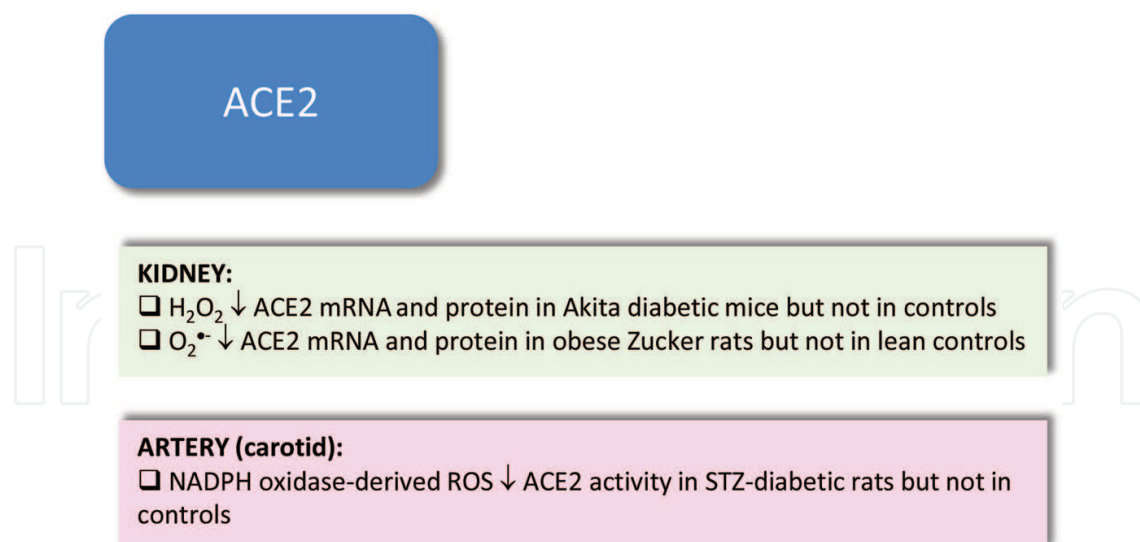 ACE2
KIDNEY:
❑ H₂O₂ ↓ ACE2 mRNA and protein in Akita diabetic mice but not in controls
❑ O₂•- ↓ ACE2 mRNA and protein in obese Zucker rats but not in lean controls
ARTERY (carotid):
❑ NADPH oxidase-derived ROS ↓ ACE2 activity in STZ-diabetic rats but not in
controls